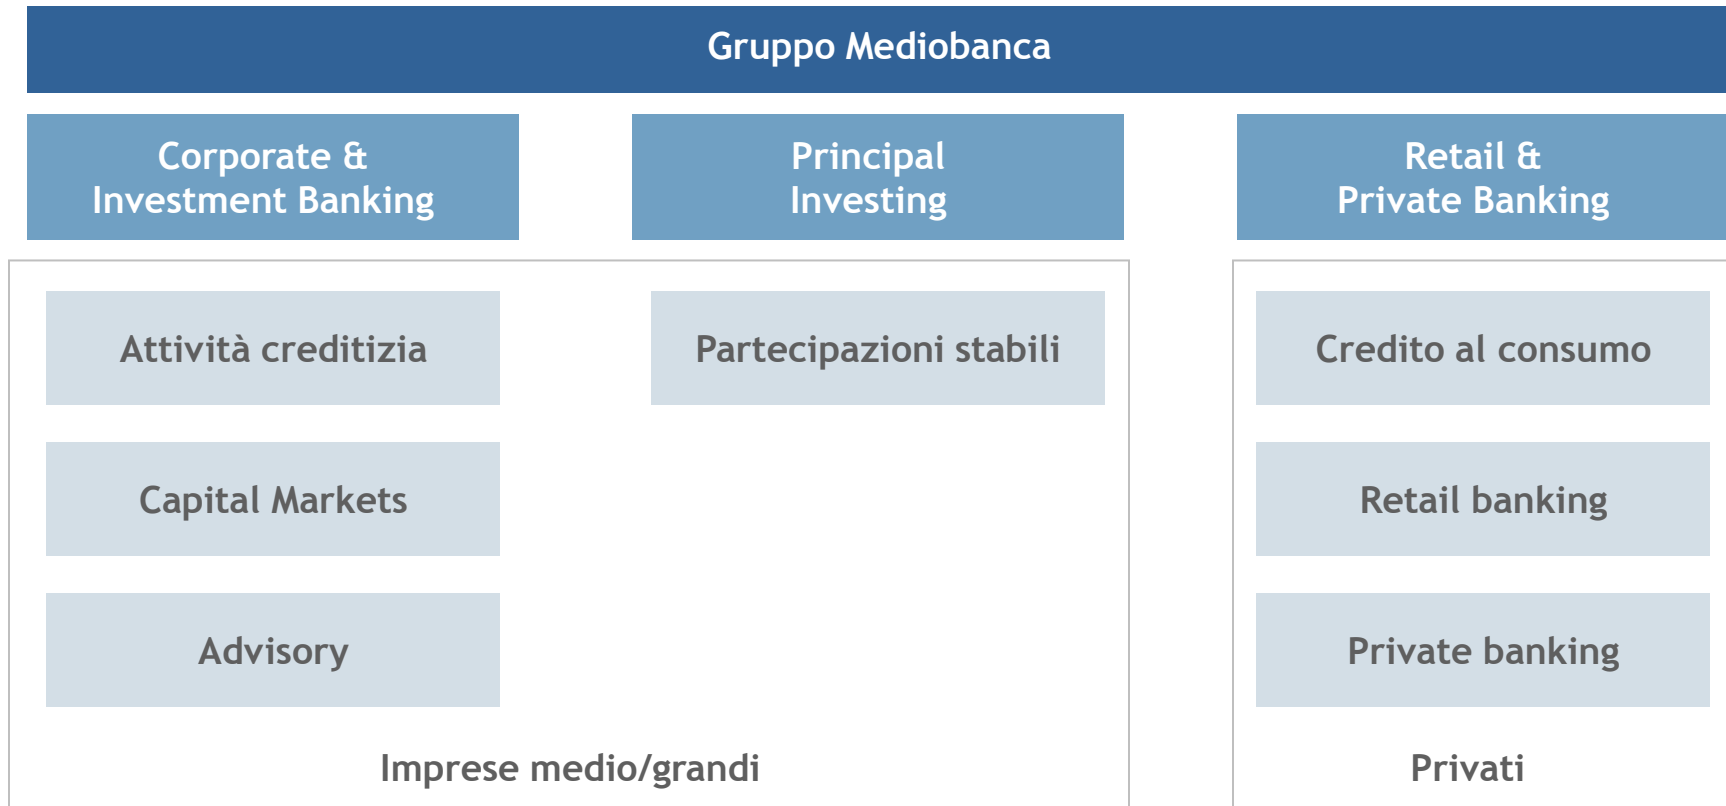 Gruppo Mediobanca
Corporate &
Investment Banking
Principal
Investing
Retail &
Private Banking
Attività creditizia
Partecipazioni stabili
Credito al consumo
Capital Markets
Retail banking
Advisory
Private banking
Imprese medio/grandi
Privati